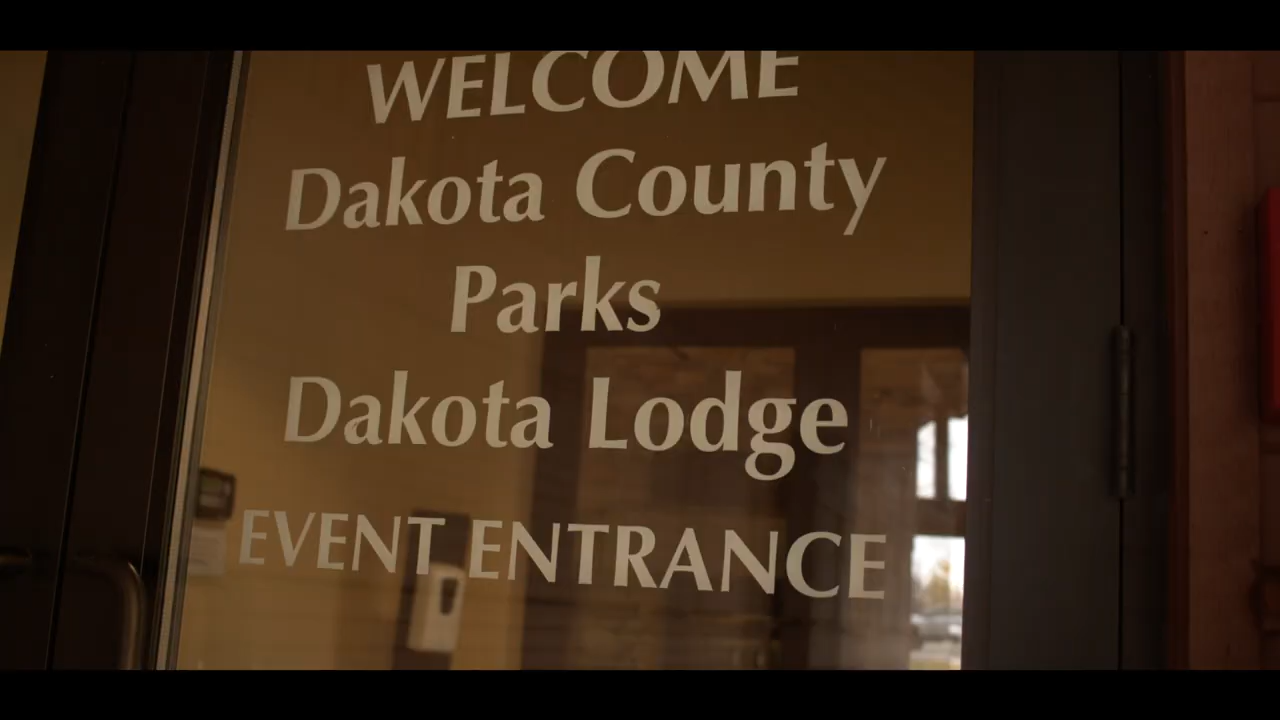 WELCOME
Dakota County
Parks
Dakota Lodge
EVENT ENTRANCE